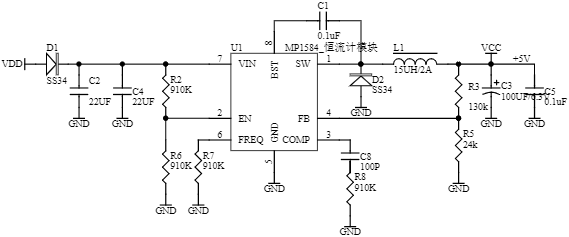 C1
0.1uF
U1
MP1584_恒流计模块
D1
VDD
SS34
C2
22UF
C4
22UF
R2
910K
7
VIN
8
BST
SW
1
L1
15UH/2A
VCC
+5V
D2
SS34
GND
R3
130k
C3
100UF/6.3V
C5
0.1uF
GND
GND
GND
GND
2
EN
FB
4
6
FREQ
GND
COMP
3
R5
24k
R6
910K
R7
910K
5
C8
100P
R8
910K
GND
GND
GND
GND
GND
GND